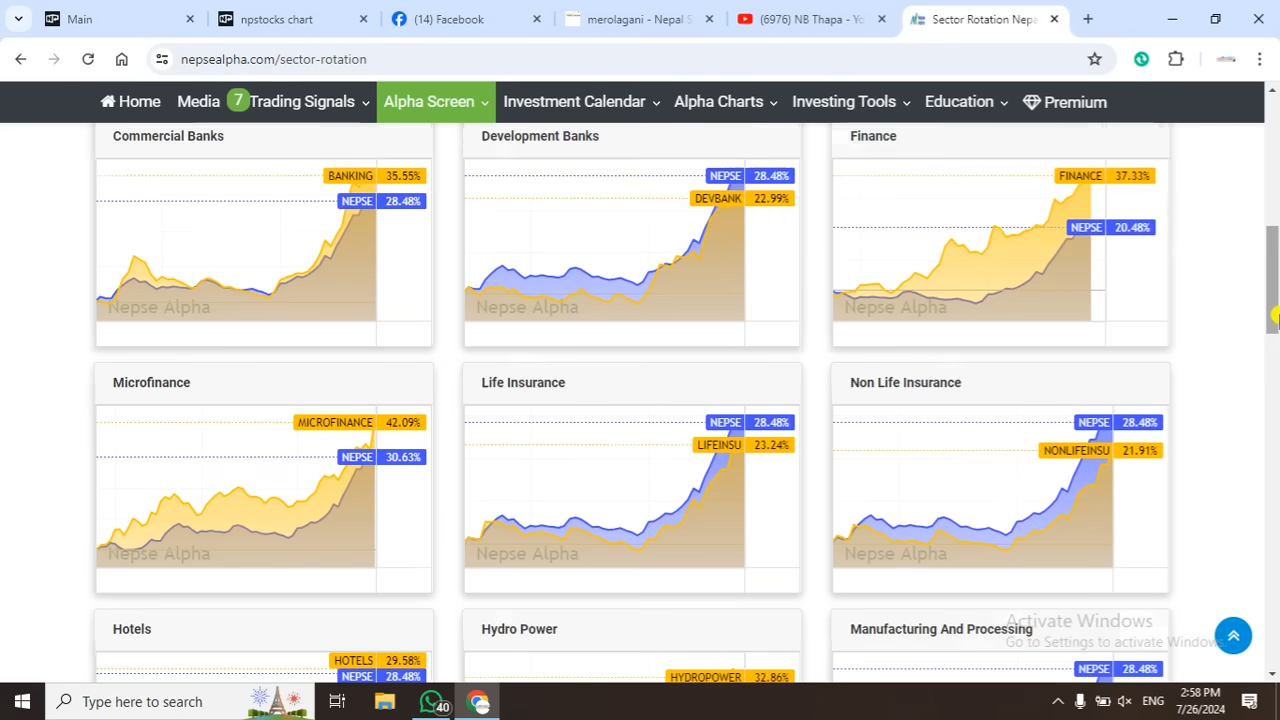 Main
npstocks chart
(14) Facebook
merolagani - Nepal S
(6976) NB Thapa - Yo
Sector Rotation Nepa
nepsealpha.com/sector-rotation
Home
Media
7
Trading Signals
Alpha Screen
Investment Calendar
Alpha Charts
Investing Tools
Education
Premium
Commercial Banks
BANKING 35.55%
NEPSE 28.48%
Nepse Alpha
Development Banks
NEPSE 28.48%
DEVBANK 22.99%
Nepse Alpha
Finance
FINANCE 37.33%
NEPSE 20.48%
Nepse Alpha
Microfinance
MICROFINANCE 42.09%
NEPSE 30.63%
Nepse Alpha
Life Insurance
NEPSE 28.48%
LIFEINSU 23.24%
Nepse Alpha
Non Life Insurance
NEPSE 28.48%
NONLIFEINSU 21.91%
Nepse Alpha
Hotels
HOTELS 29.58%
NEPSE 28.48%
Hydro Power
HYDROPOWER 32.86%
Manufacturing And Processing
NEPSE 28.48%
Activate Windows
Go to Settings to activate Windows.
Type here to search
40
ENG
2:58 PM
7/26/2024